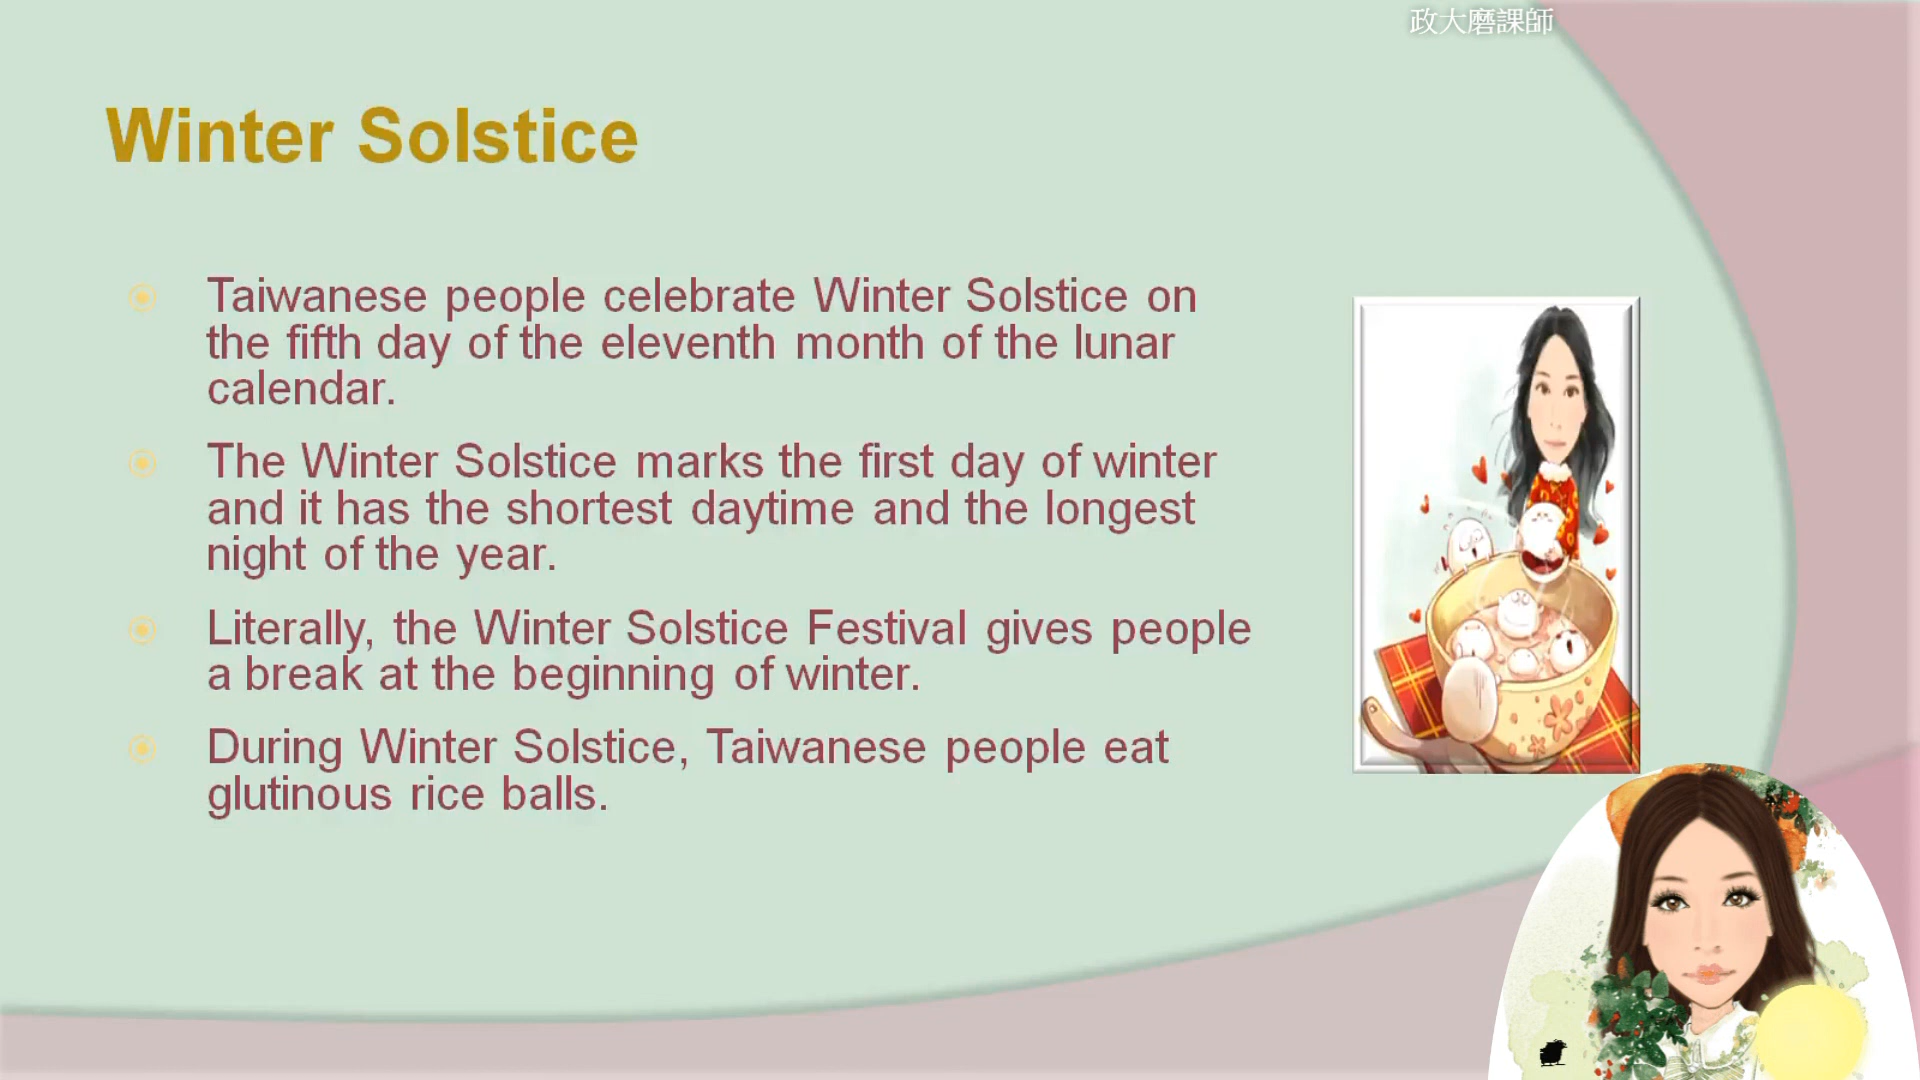 政大磨課師
Winter Solstice
Taiwanese people celebrate Winter Solstice on
the fifth day of the eleventh month of the lunar
calendar.
The Winter Solstice marks the first day of winter
and it has the shortest daytime and the longest
night of the year.
Literally, the Winter Solstice Festival gives people
a break at the beginning of winter.
During Winter Solstice, Taiwanese people eat
glutinous rice balls.